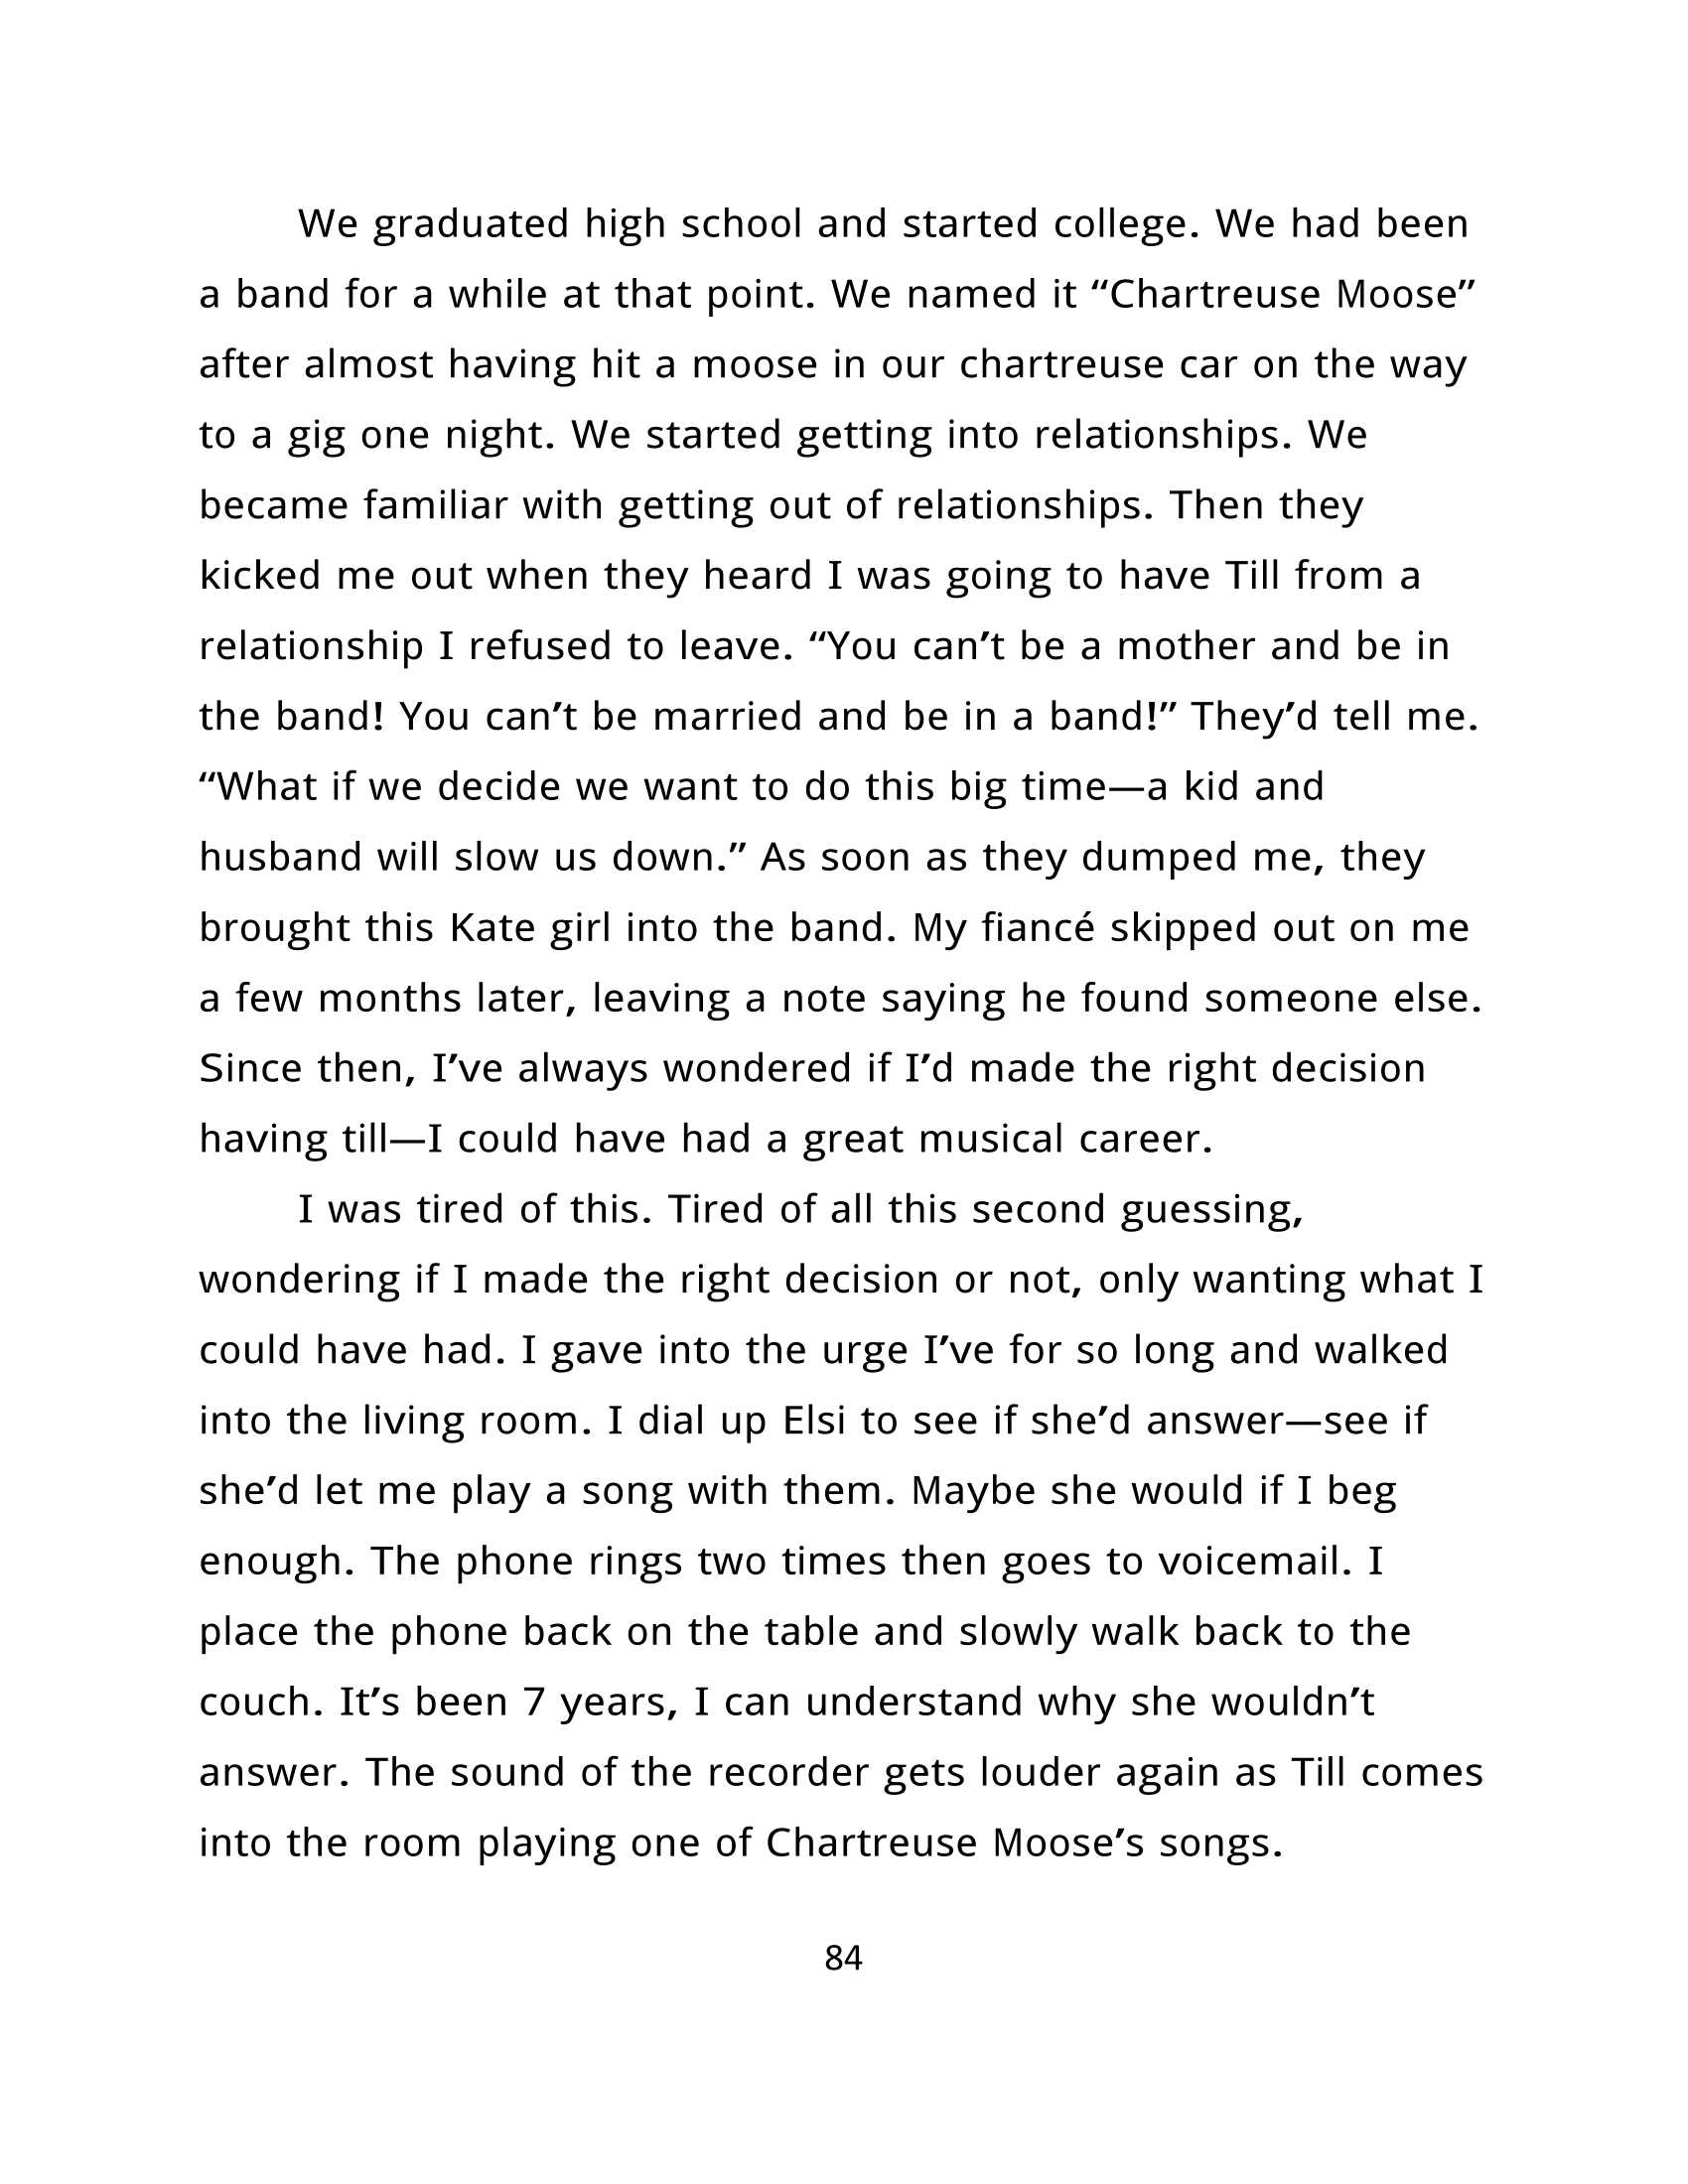 We graduated high school and started college. We had been
a band for a while at that point. We named it “Chartreuse Moose”
after almost having hit a moose in our chartreuse car on the way
to a gig one night. We started getting into relationships. We
became familiar with getting out of relationships. Then they
kicked me out when they heard I was going to have Till from a
relationship I refused to leave. “You can’t be a mother and be in
the band! You can’t be married and be in a band!” They’d tell me.
“What if we decide we want to do this big time—a kid and
husband will slow us down.” As soon as they dumped me, they
brought this Kate girl into the band. My fiancé skipped out on me
a few months later, leaving a note saying he found someone else.
Since then, I’ve always wondered if I’d made the right decision
having till—I could have had a great musical career.
I was tired of this. Tired of all this second guessing,
wondering if I made the right decision or not, only wanting what I
could have had. I gave into the urge I’ve for so long and walked
into the living room. I dial up Elsi to see if she’d answer—see if
she’d let me play a song with them. Maybe she would if I beg
enough. The phone rings two times then goes to voicemail. I
place the phone back on the table and slowly walk back to the
couch. It’s been 7 years, I can understand why she wouldn’t
answer. The sound of the recorder gets louder again as Till comes
into the room playing one of Chartreuse Moose’s songs.
84